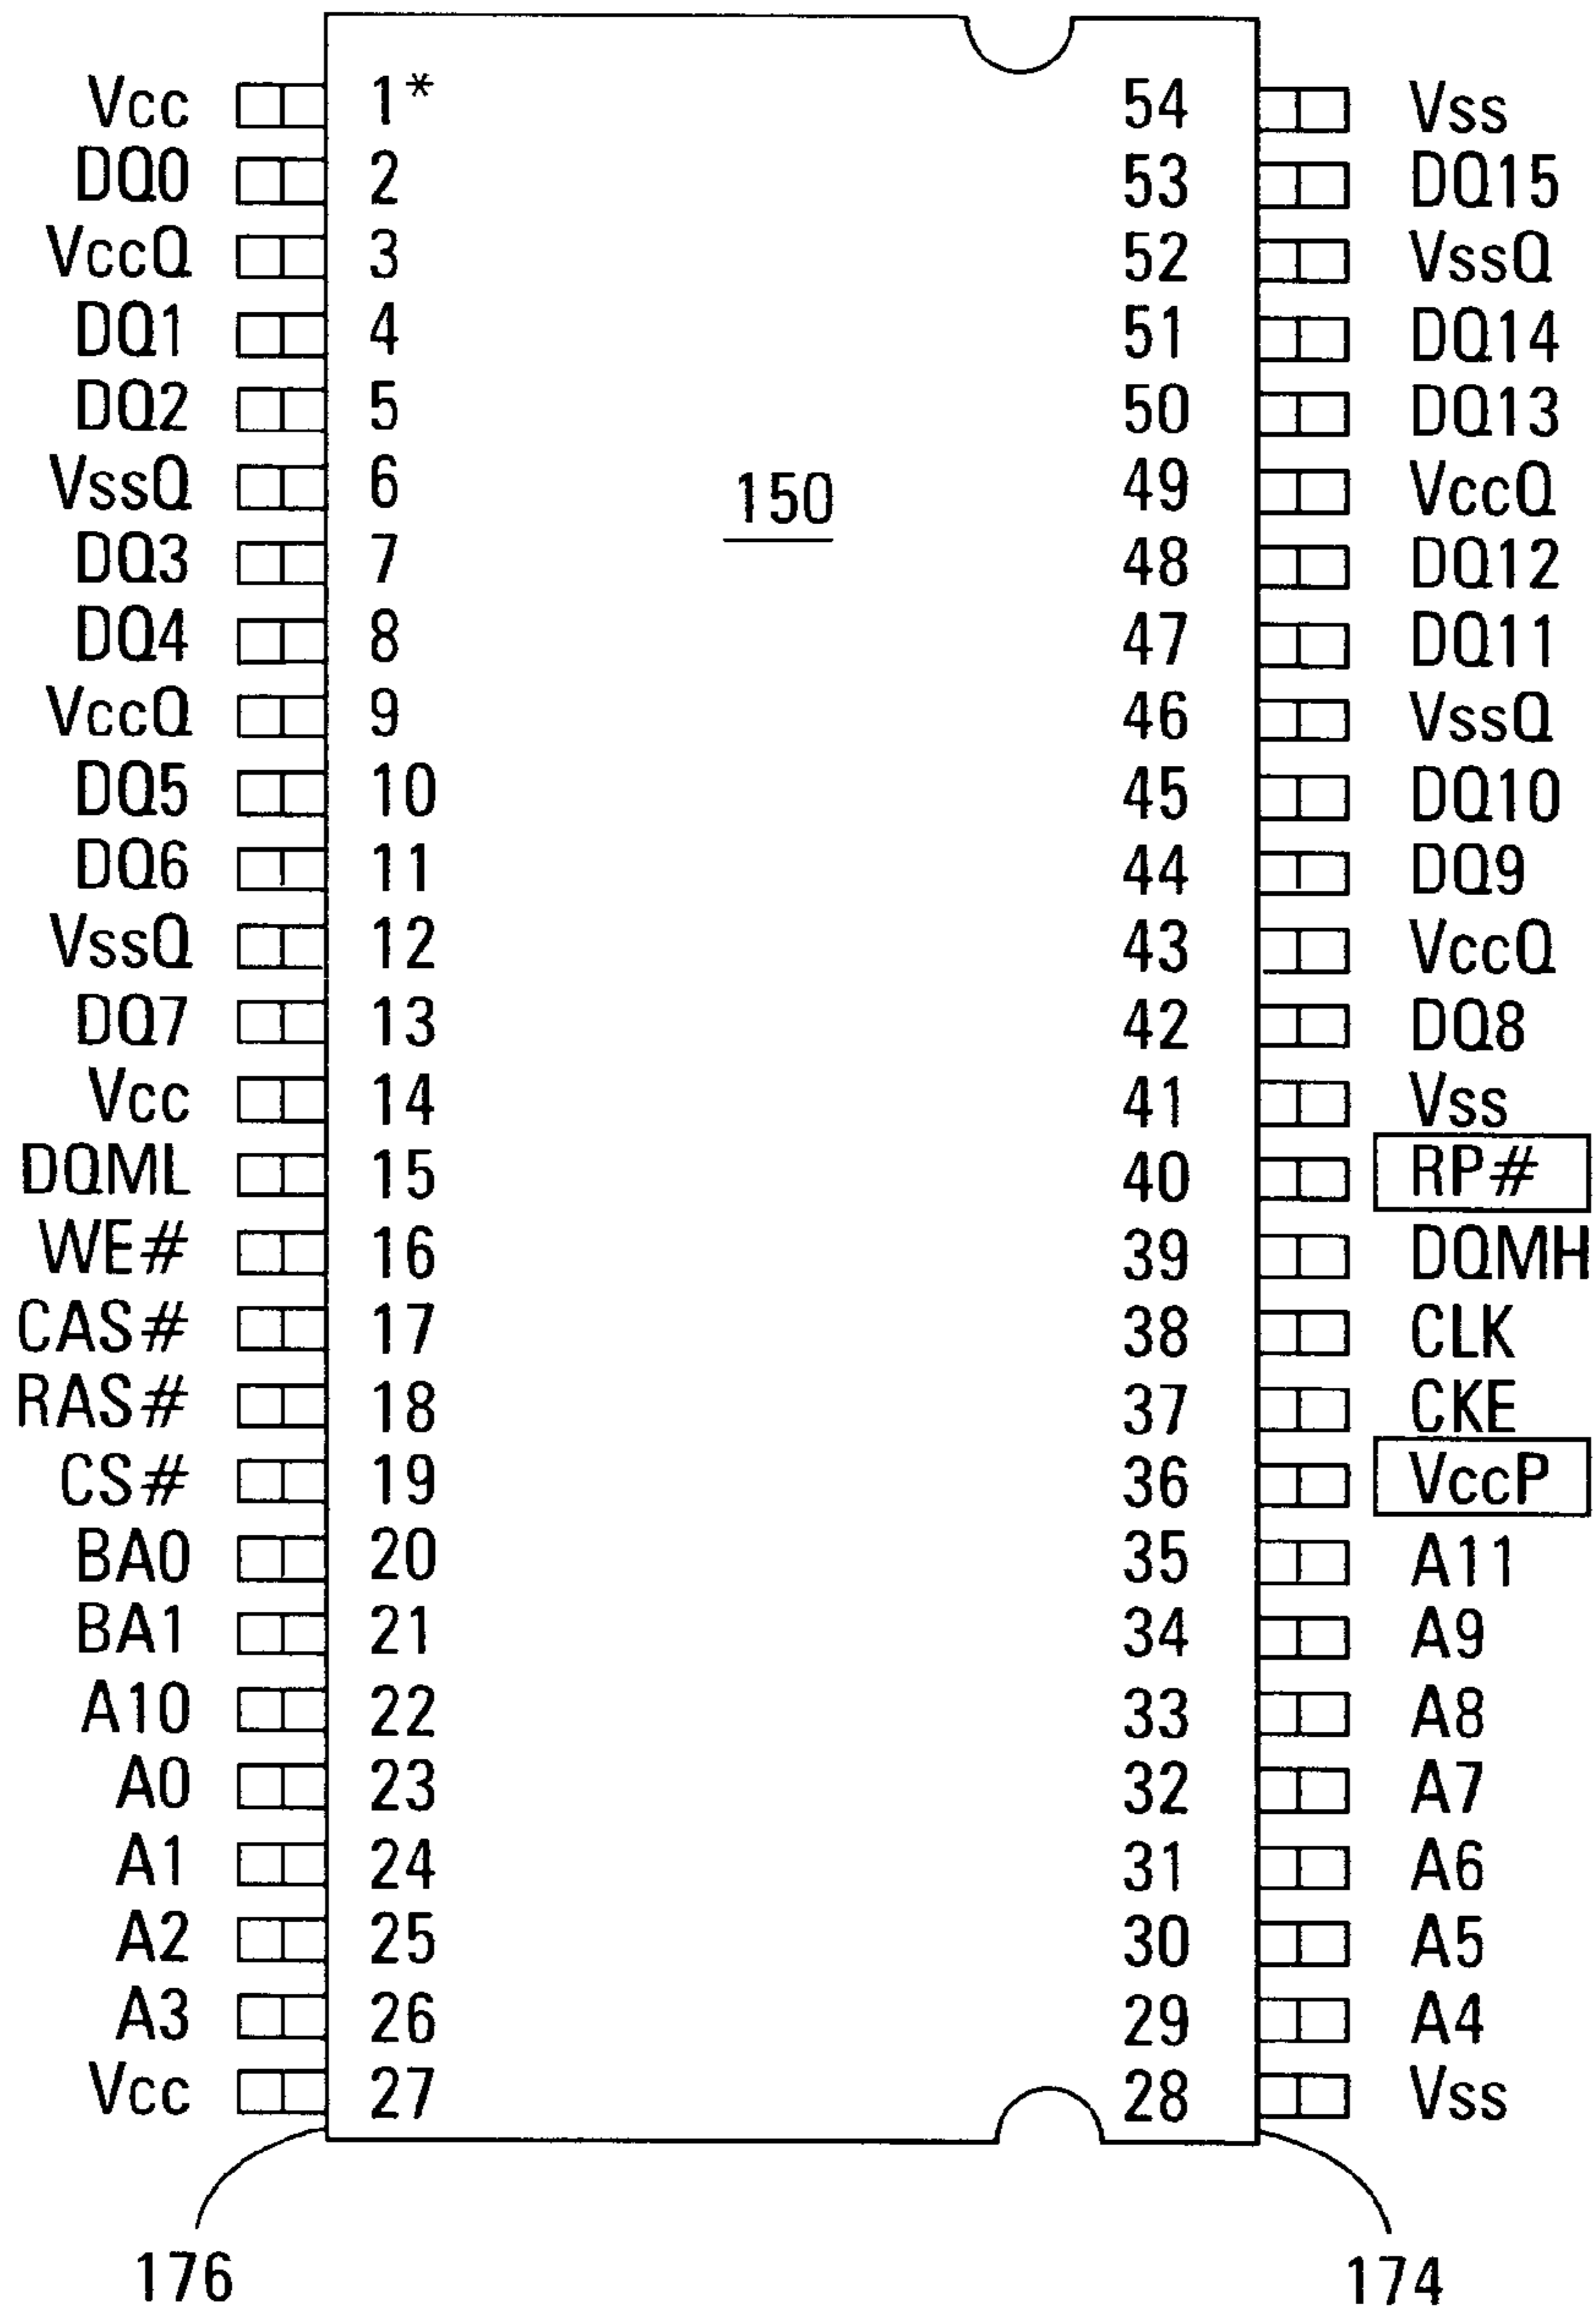 Vcc 1* 54 Vss
DQ0 2 53 DQ15
VccQ 3 52 VssQ
DQ1 4 51 DQ14
DQ2 5 50 DQ13
VssQ 6 150 49 VccQ
DQ3 7 48 DQ12
DQ4 8 47 DQ11
VccQ 9 46 VssQ
DQ5 10 45 DQ10
DQ6 11 44 DQ9
VssQ 12 43 VccQ
DQ7 13 42 DQ8
Vcc 14 41 Vss
DQML 15 40 RP#
WE# 16 39 DQMH
CAS# 17 38 CLK
RAS# 18 37 CKE
CS# 19 36 VccP
BA0 20 35 A11
BA1 21 34 A9
A10 22 33 A8
A0 23 32 A7
A1 24 31 A6
A2 25 30 A5
A3 26 29 A4
Vcc 27 28 Vss
176 174